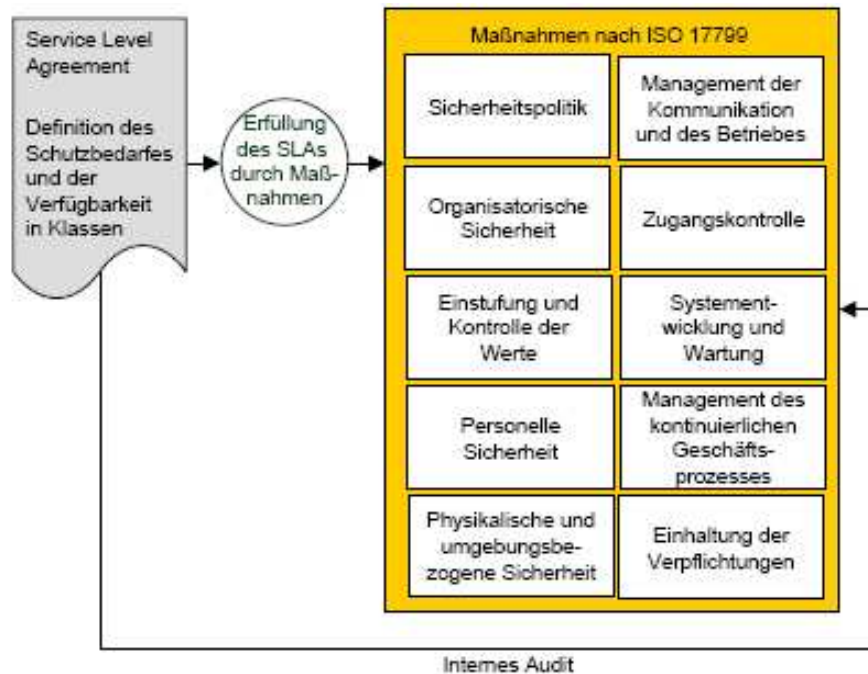 Service Level
Agreement
Definition des
Schutzbedarfes
und der
Verfügbarkeit
in Klassen
Erfüllung
des SLAs
durch Maß-
nahmen
Maßnahmen nach ISO 17799
Sicherheitspolitik
Management der
Kommunikation
und des Betriebes
Organisatorische
Sicherheit
Zugangskontrolle
Einstufung und
Kontrolle der
Werte
Systement-
wicklung und
Wartung
Personelle
Sicherheit
Management des
kontinuierlichen
Geschäfts-
prozesses
Physikalische und
umgebungsbe-
zogene Sicherheit
Einhaltung der
Verpflichtungen
Internes Audit